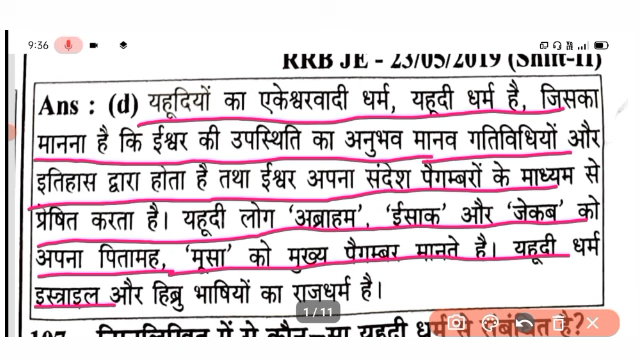 9:36
RRB JE - 23/05/2019 (Shift-II)
Ans : (d) यहूदियों का एकेश्वरवादी धर्म, यहूदी धर्म है, जिसका
मानना है कि ईश्वर की उपस्थिति का अनुभव मानव गतिविधियों और
इतिहास द्वारा होता है तथा ईश्वर अपना संदेश पैगम्बरों के माध्यम से
प्रेषित करता है। यहूदी लोग 'अब्राहम', 'ईसाक' और 'जेकब' को
अपना पितामह, 'मूसा' को मुख्य पैगम्बर मानते है। यहूदी धर्म
इस्त्राइल और हिब्रु भाषियों का राजधर्म है।
1/11
107. निम्नलिखित में से कौन-सा यहूदी धर्म से संबंधित है?